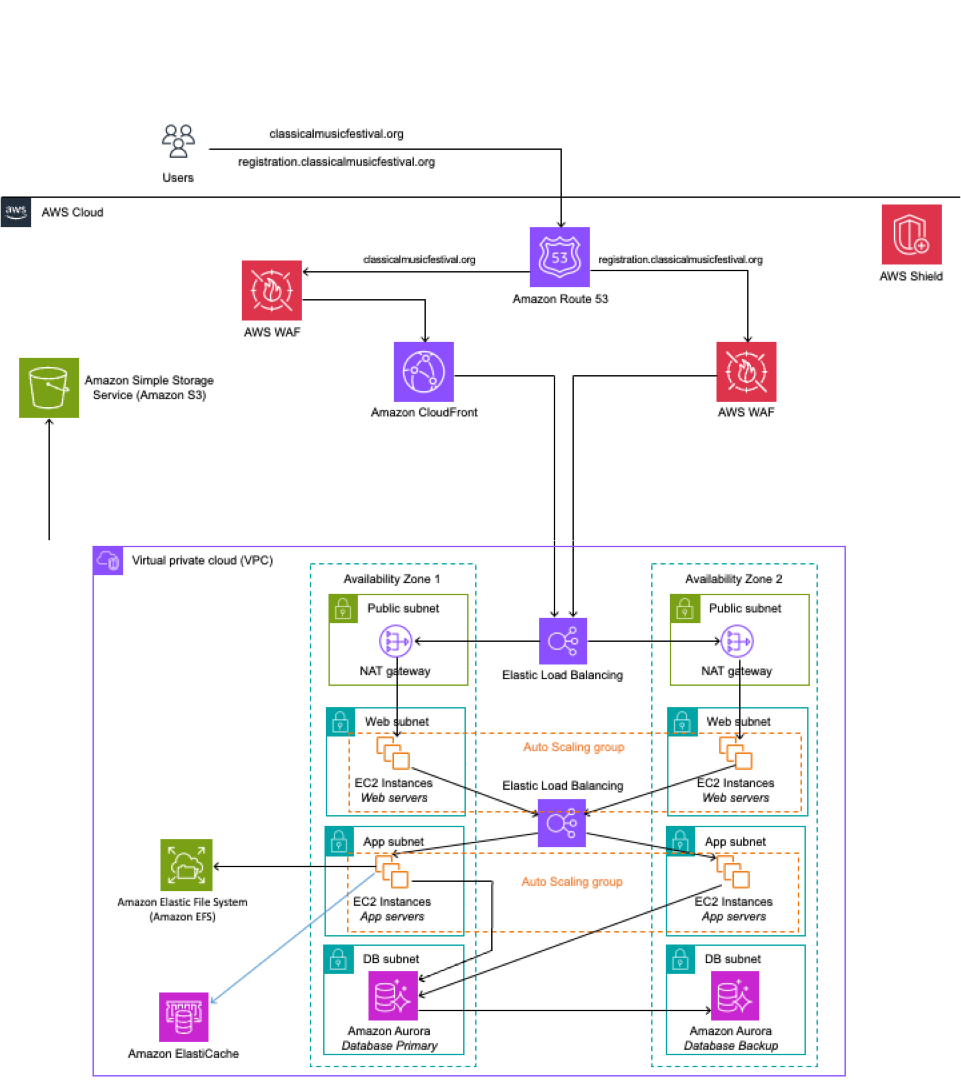 classicalmusicfestival.org
registration.classicalmusicfestival.org
Users
aws
AWS Cloud
53
classicalmusicfestival.org
registration.classicalmusicfestival.org
Amazon Route 53
AWS Shield
AWS WAF
Amazon Simple Storage
Service (Amazon S3)
Amazon CloudFront
AWS WAF
Virtual private cloud (VPC)
Availability Zone 1
Availability Zone 2
Public subnet
Public subnet
NAT gateway
Elastic Load Balancing
NAT gateway
Web subnet
Web subnet
Auto Scaling group
EC2 Instances
Web servers
Elastic Load Balancing
EC2 Instances
Web servers
App subnet
App subnet
Auto Scaling group
EC2 Instances
App servers
EC2 Instances
App servers
Amazon Elastic File System
(Amazon EFS)
DB subnet
DB subnet
Amazon Aurora
Database Primary
Amazon Aurora
Database Backup
Amazon ElastiCache